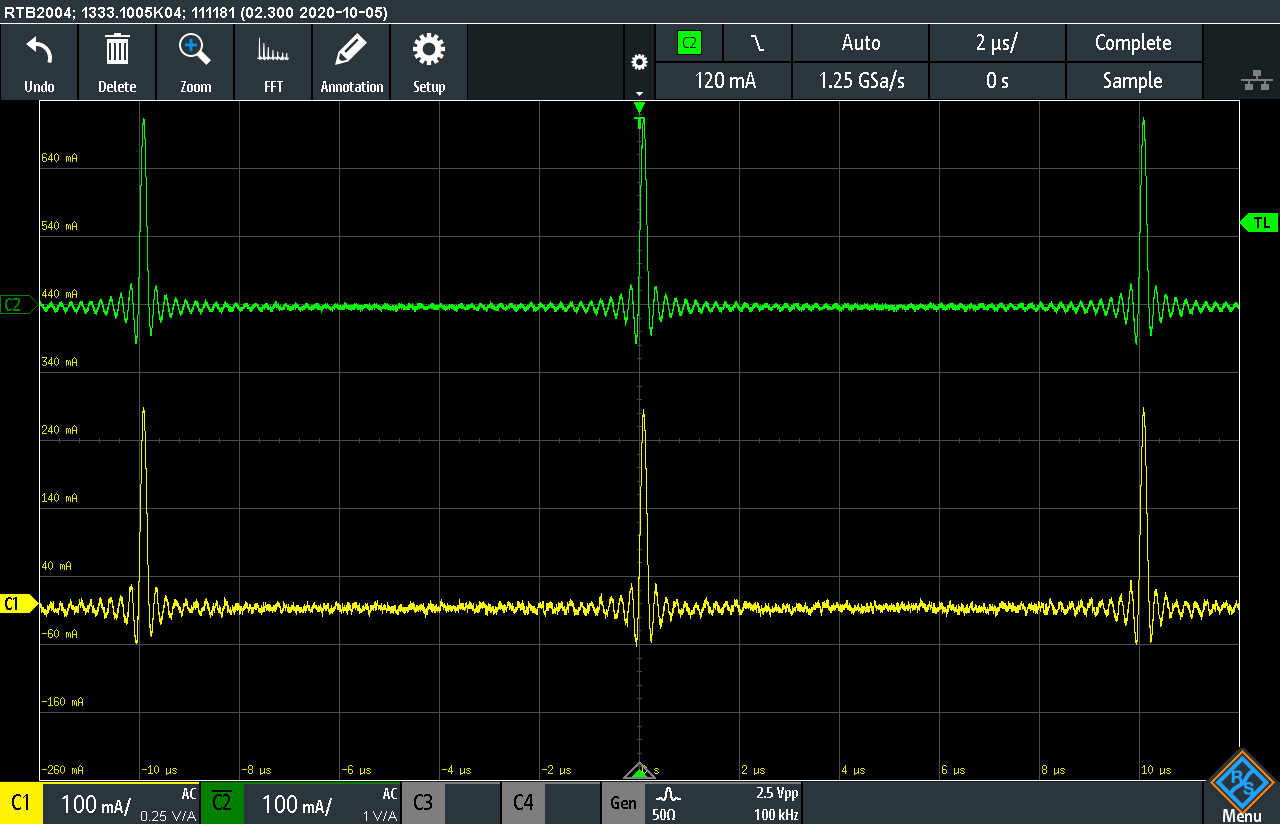 RTB2004; 1333.1005K04; 111181 (02.300 2020-10-05)
Undo Delete Zoom FFT Annotation Setup
C2 Auto 2 µs/ Complete
120 mA 1.25 GSa/s 0 s Sample
T
640 mA
540 mA
TL
440 mA
C2
340 mA
240 mA
140 mA
40 mA
C1
-60 mA
-160 mA
-260 mA -10 µs -8 µs -6 µs -4 µs -2 µs s 2 µs 4 µs 6 µs 8 µs 10 µs
C1 100 mA/ AC 0.25 V/A C2 100 mA/ AC 1 V/A C3 C4 Gen 50Ω 2.5 Vpp 100 kHz
R&S
Menu